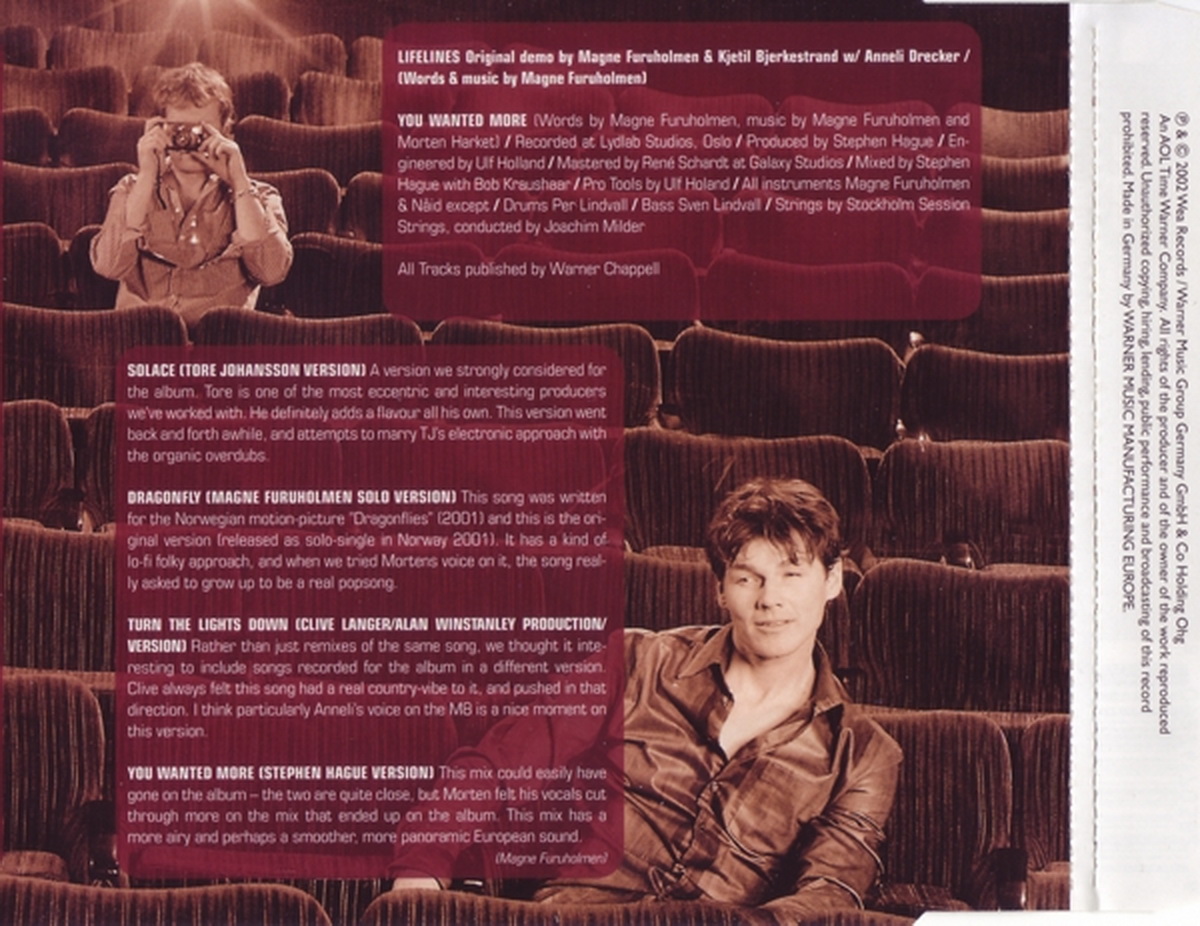 LIFELINES Original demo by Magne Furuholmen & Kjetil Bjerkestrand w/ Anneli Drecker /
(Words & music by Magne Furuholmen)
YOU WANTED MORE (Words by Magne Furuholmen, music by Magne Furuholmen and
Morten Harket) / Recorded at Lydlab Studios, Oslo / Produced by Stephen Hague / En-
gineered by Ulf Holland / Mastered by René Schardt at Galaxy Studios / Mixed by Stephen
Hague with Bob Kraushaar / Pro Tools by Ulf Holand / All instruments Magne Furuholmen
& Näid except / Drums Per Lindvall / Bass Sven Lindvall / Strings by Stockholm Session
Strings, conducted by Joachim Milder
All Tracks published by Warner Chappell
SOLACE (TORE JOHANSSON VERSION) A version we strongly considered for
the album. Tore is one of the most eccentric and interesting producers
we've worked with. He definitely adds a flavour all his own. This version went
back and forth awhile, and attempts to marry TJ's electronic approach with
the organic overdubs.
DRAGONFLY (MAGNE FURUHOLMEN SOLO VERSION) This song was written
for the Norwegian motion-picture "Dragonflies" (2001) and this is the ori-
ginal version (released as solo-single in Norway 2001). It has a kind of
lo-fi folky approach, and when we tried Mortens voice on it, the song real-
ly asked to grow up to be a real popsong.
TURN THE LIGHTS DOWN (CLIVE LANGER/ALAN WINSTANLEY PRODUCTION/
VERSION) Rather than just remixes of the same song, we thought it inte-
resting to include songs recorded for the album in a different version.
Clive always felt this song had a real country-vibe to it, and pushed in that
direction. I think particularly Anneli's voice on the M8 is a nice moment on
this version.
YOU WANTED MORE (STEPHEN HAGUE VERSION) This mix could easily have
gone on the album – the two are quite close, but Morten felt his vocals cut
through more on the mix that ended up on the album. This mix has a
more airy and perhaps a smoother, more panoramic European sound.
(Magne Furuholmen)
℗ & © 2002 Wea Records / Warner Music Group Germany GmbH & Co Holding Ohg
An AOL Time Warner Company. All rights of the producer and of the owner of the work reproduced
reserved. Unauthorized copying, hiring, lending, public performance and broadcasting of this record
prohibited. Made in Germany by WARNER MUSIC MANUFACTURING EUROPE.